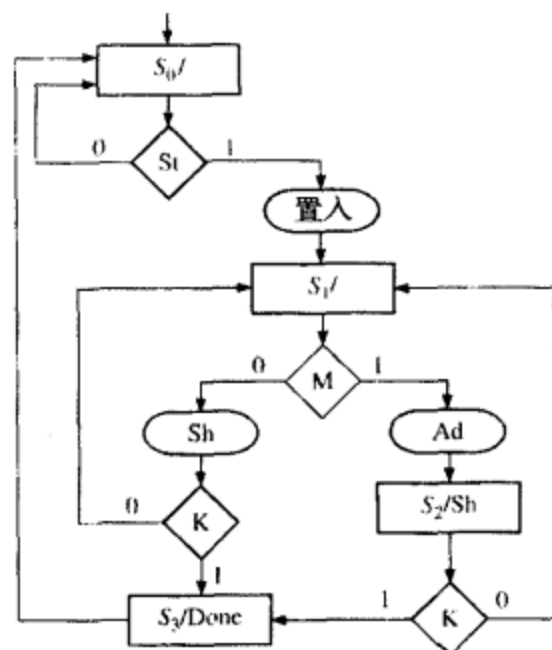 S₀/
0 St 1
置入
S₁/
0 M 1
Sh Ad
0 K S₂/Sh
1
S₃/Done 1 K 0